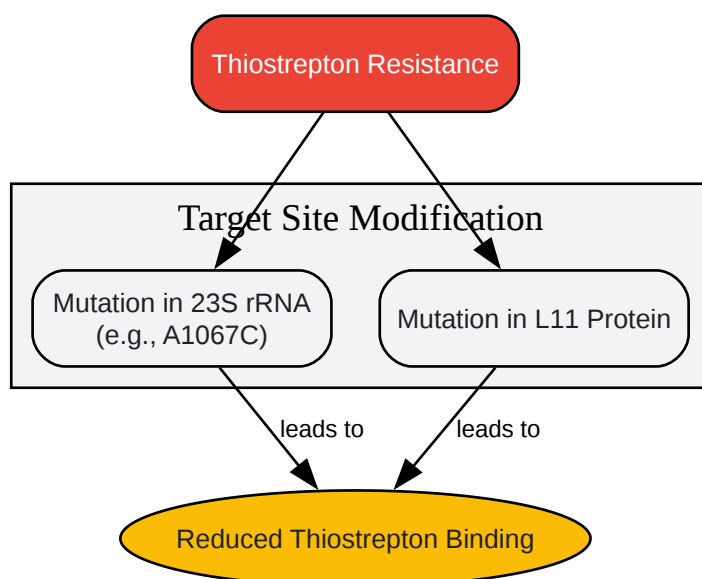 Thiostrepton Resistance
Target Site Modification
Mutation in 23S rRNA
(e.g., A1067C)
Mutation in L11 Protein
leads to
leads to
Reduced Thiostrepton Binding